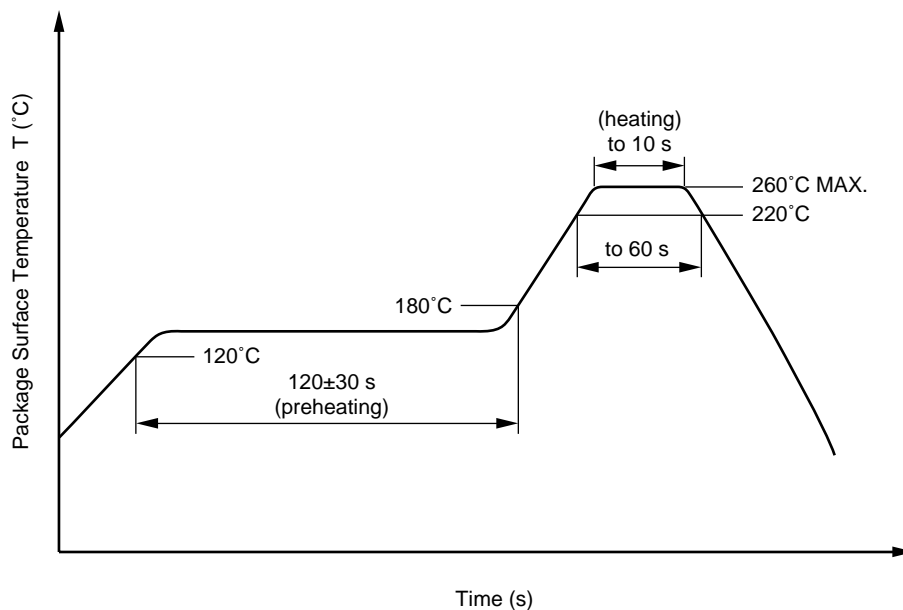 Package Surface Temperature T (˚C)
(heating)
to 10 s
260˚C MAX.
220˚C
to 60 s
180˚C
120˚C
120±30 s
(preheating)
Time (s)